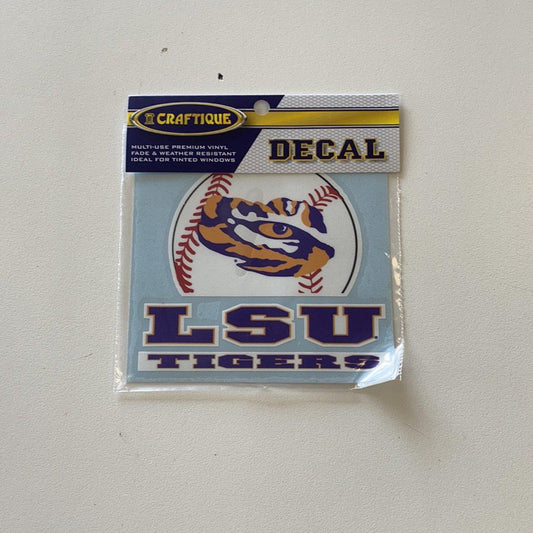 CRAFTIQUE
MULTI-USE PREMIUM VINYL
FADE & WEATHER RESISTANT
IDEAL FOR TINTED WINDOWS
DECAL
LSU
TIGERS